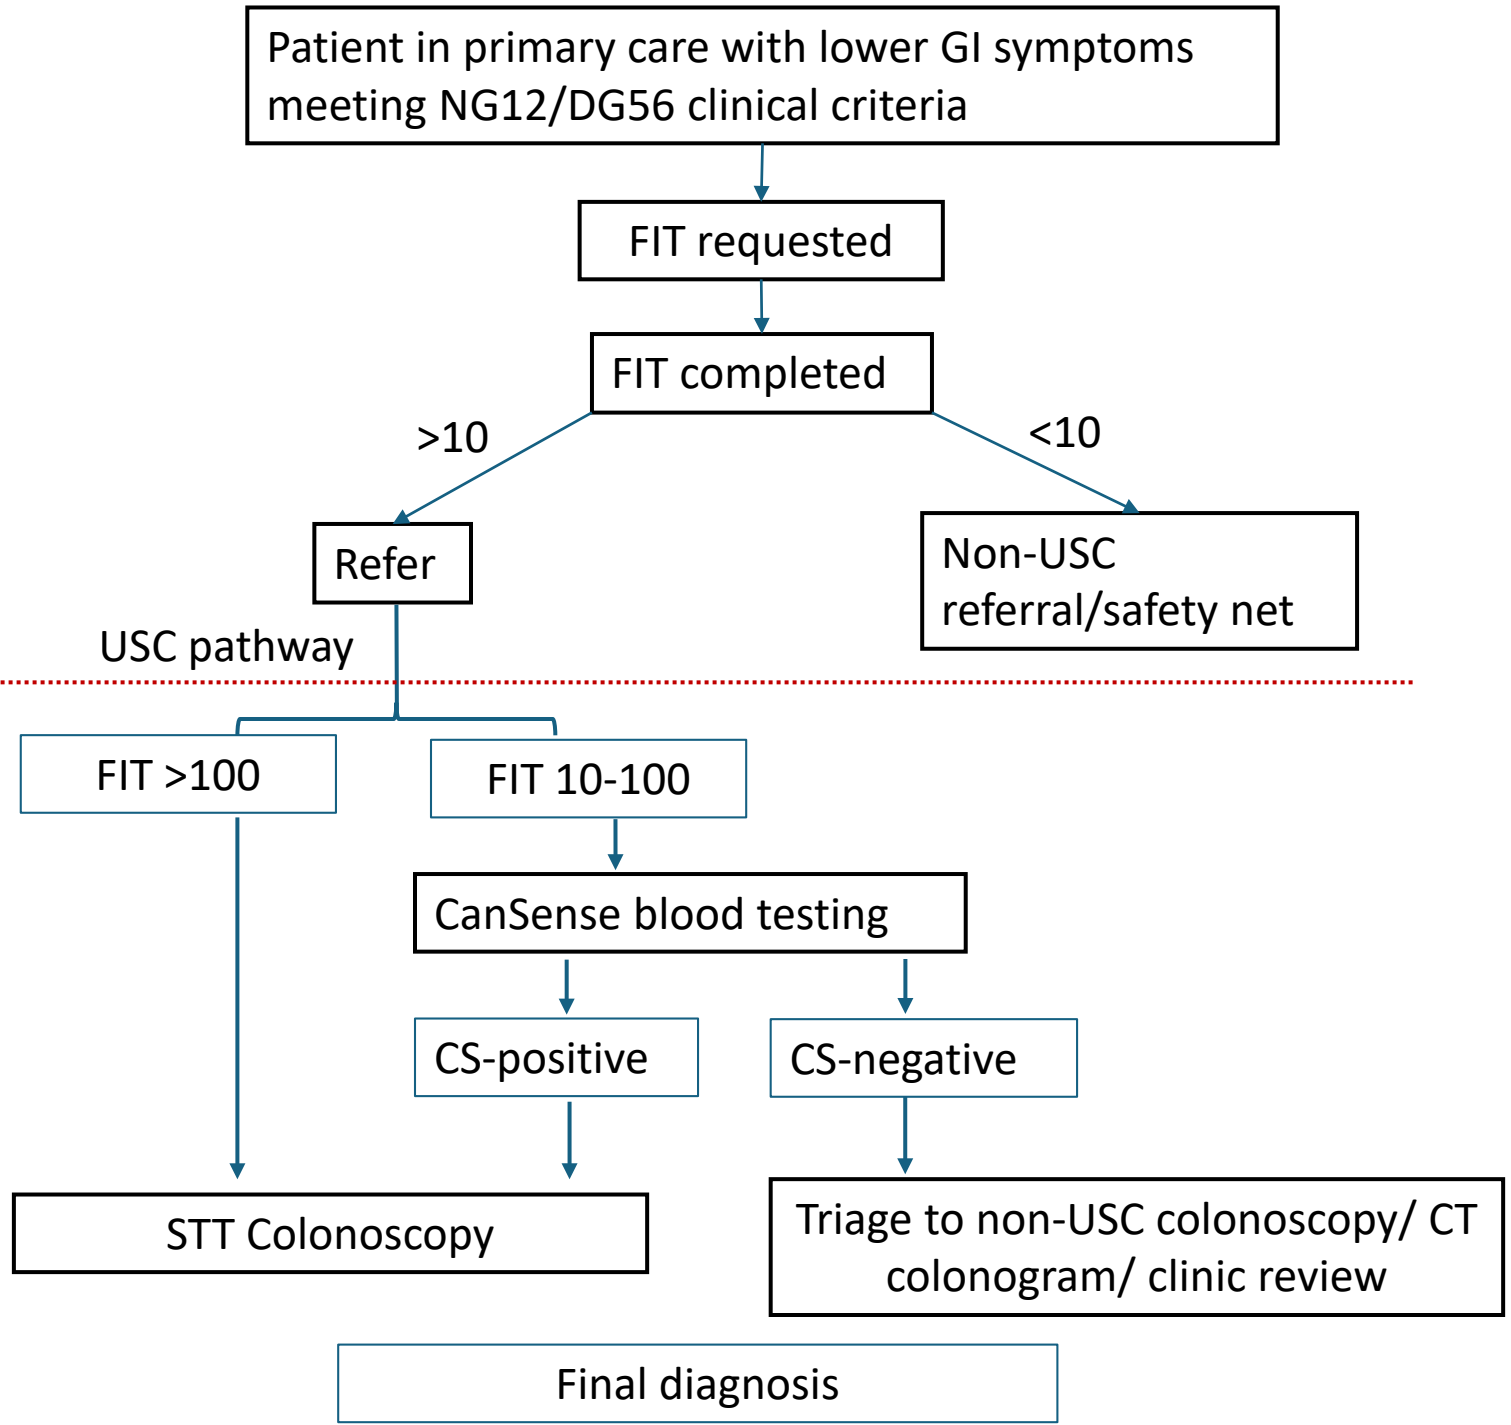 Patient in primary care with lower GI symptoms
meeting NG12/DG56 clinical criteria
FIT requested
FIT completed
>10
<10
Refer
Non-USC
referral/safety net
USC pathway
FIT >100
FIT 10-100
CanSense blood testing
CS-positive
CS-negative
STT Colonoscopy
Triage to non-USC colonoscopy/ CT
colonogram/ clinic review
Final diagnosis